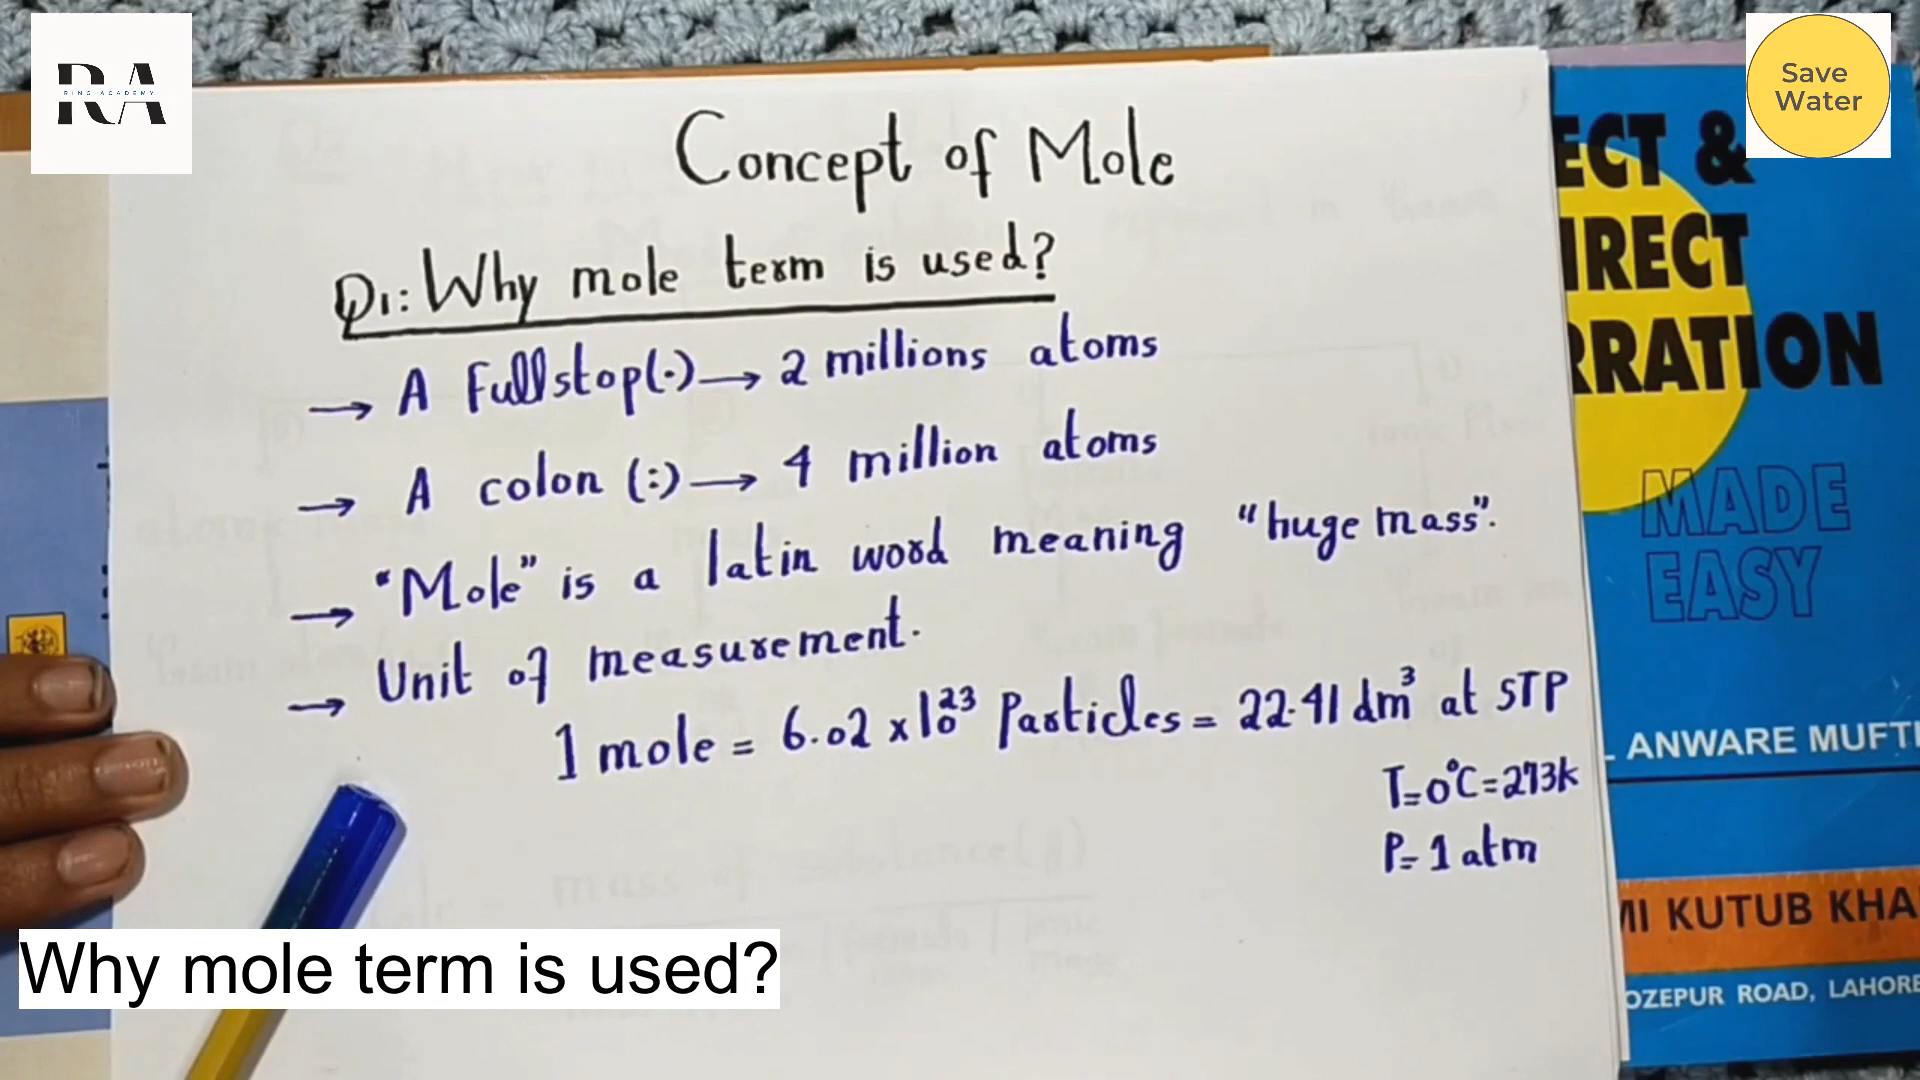 RA
RING ACADEMY
Save
Water
Concept of Mole
Q1: Why mole term is used?
→ A Fullstop(.) → 2 millions atoms
→ A colon (:) → 4 million atoms
→ "Mole" is a latin word meaning "huge mass".
→ Unit of measurement.
1 mole = 6.02 x 10²³ Particles = 22.41 dm³ at STP
T=0°C=273k
P=1 atm
ECT &
IRECT
RRATION
MADE
EASY
L ANWARE MUFTI
MI KUTUB KHA
OZEPUR ROAD, LAHORE
Why mole term is used?